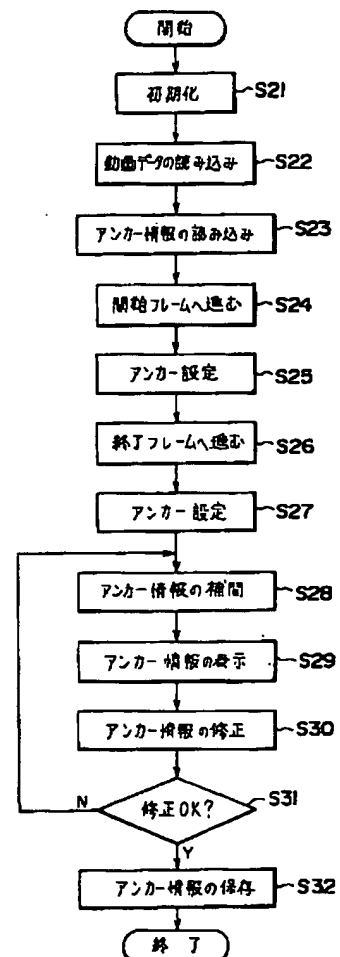 開始
初期化 S21
動画データの読み込み S22
アンカー情報の読み込み S23
開始フレームへ進む S24
アンカー設定 S25
終了フレームへ進む S26
アンカー設定 S27
アンカー情報の補間 S28
アンカー情報の表示 S29
アンカー情報の修正 S30
修正OK? S31
N
Y
アンカー情報の保存 S32
終了